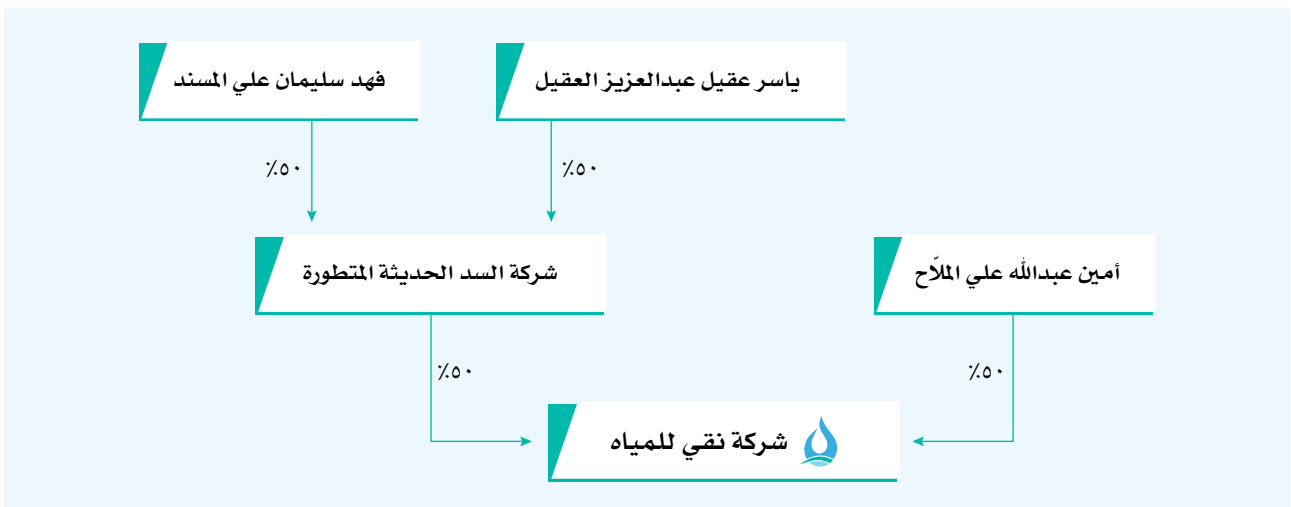 ياسر عقيل عبدالعزيز العقيل
فهد سليمان علي المسند
٥٠٪
٥٠٪
أمين عبدالله علي الملّاح
شركة السد الحديثة المتطورة
٥٠٪
٥٠٪
شركة نقي للمياه